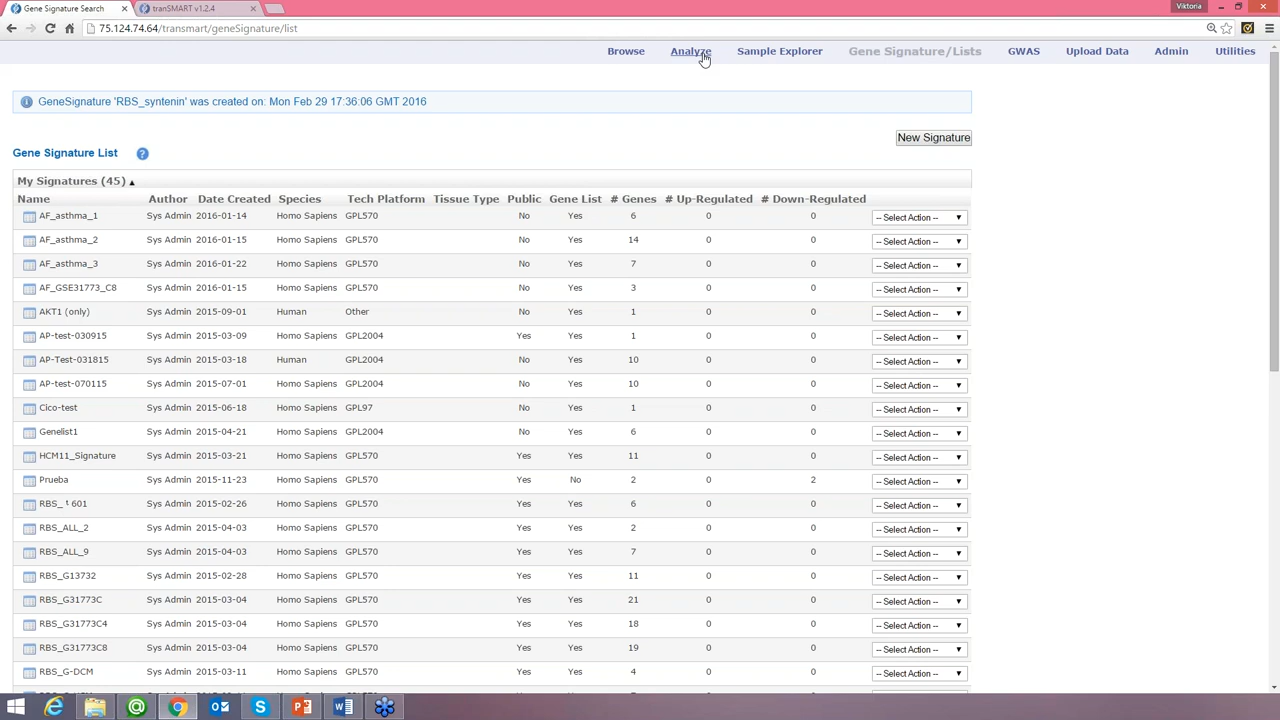 Gene Signature Search
tranSMART v1.2.4
Viktoria
75.124.74.64/transmart/geneSignature/list
Browse Analyze Sample Explorer Gene Signature/Lists GWAS Upload Data Admin Utilities
GeneSignature 'RBS_syntenin' was created on: Mon Feb 29 17:36:06 GMT 2016
New Signature
Gene Signature List ?
My Signatures (45)
Name Author Date Created Species Tech Platform Tissue Type Public Gene List # Genes # Up-Regulated # Down-Regulated
AF_asthma_1 Sys Admin 2016-01-14 Homo Sapiens GPL570 No Yes 6 0 0 -- Select Action --
AF_asthma_2 Sys Admin 2016-01-15 Homo Sapiens GPL570 No Yes 14 0 0 -- Select Action --
AF_asthma_3 Sys Admin 2016-01-22 Homo Sapiens GPL570 No Yes 7 0 0 -- Select Action --
AF_GSE31773_C8 Sys Admin 2016-01-15 Homo Sapiens GPL570 No Yes 3 0 0 -- Select Action --
AKT1 (only) Sys Admin 2015-09-01 Human Other No Yes 1 0 0 -- Select Action --
AP-test-030915 Sys Admin 2015-03-09 Homo Sapiens GPL2004 Yes Yes 1 0 0 -- Select Action --
AP-Test-031815 Sys Admin 2015-03-18 Human GPL2004 No Yes 10 0 0 -- Select Action --
AP-test-070115 Sys Admin 2015-07-01 Homo Sapiens GPL2004 No Yes 10 0 0 -- Select Action --
Cico-test Sys Admin 2015-06-18 Homo Sapiens GPL97 No Yes 1 0 0 -- Select Action --
Genelist1 Sys Admin 2015-04-21 Homo Sapiens GPL2004 No Yes 6 0 0 -- Select Action --
HCM11_Signature Sys Admin 2015-03-21 Homo Sapiens GPL570 Yes Yes 11 0 0 -- Select Action --
Prueba Sys Admin 2015-11-23 Homo Sapiens GPL570 Yes No 2 0 2 -- Select Action --
RBS_ 601 Sys Admin 2015-02-26 Homo Sapiens GPL570 Yes Yes 6 0 0 -- Select Action --
RBS_ALL_2 Sys Admin 2015-04-03 Homo Sapiens GPL570 Yes Yes 2 0 0 -- Select Action --
RBS_ALL_9 Sys Admin 2015-04-03 Homo Sapiens GPL570 Yes Yes 7 0 0 -- Select Action --
RBS_G13732 Sys Admin 2015-02-28 Homo Sapiens GPL570 Yes Yes 11 0 0 -- Select Action --
RBS_G31773C Sys Admin 2015-03-04 Homo Sapiens GPL570 Yes Yes 21 0 0 -- Select Action --
RBS_G31773C4 Sys Admin 2015-03-04 Homo Sapiens GPL570 Yes Yes 18 0 0 -- Select Action --
RBS_G31773C8 Sys Admin 2015-03-04 Homo Sapiens GPL570 Yes Yes 19 0 0 -- Select Action --
RBS_G-DCM Sys Admin 2015-03-11 Homo Sapiens GPL570 Yes Yes 4 0 0 -- Select Action --